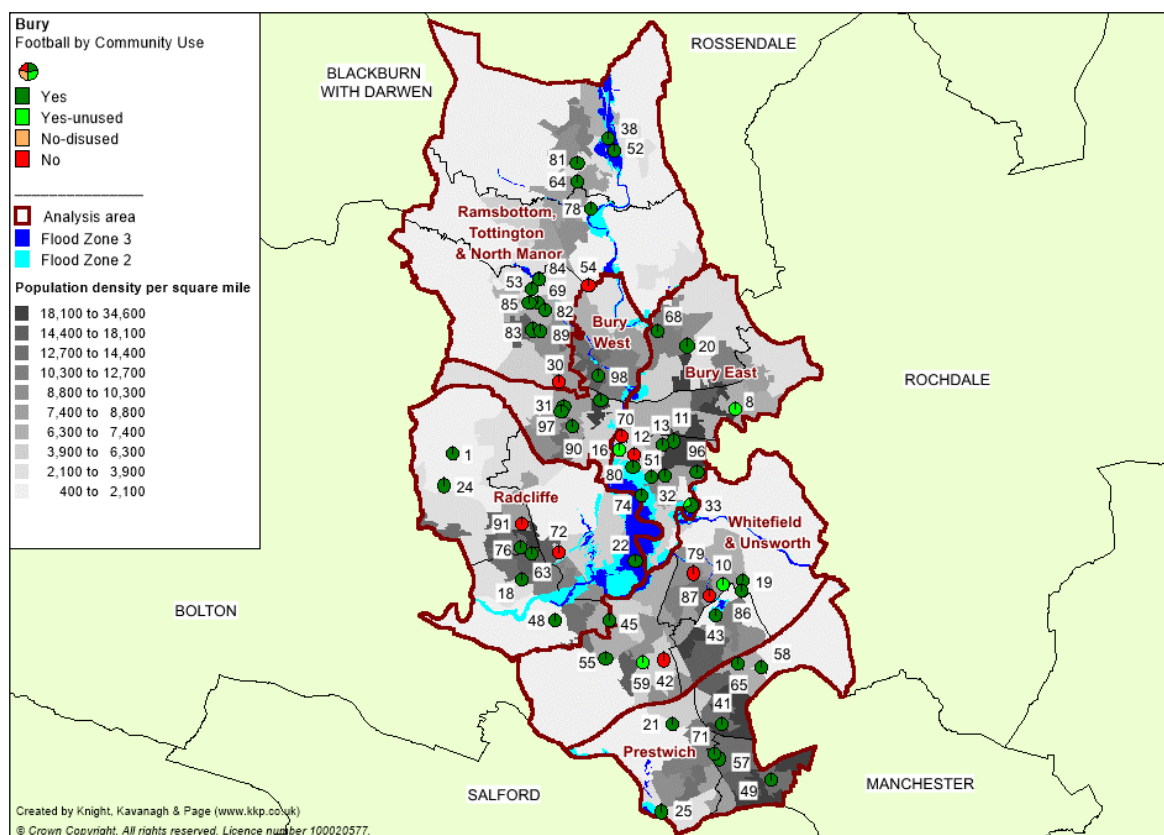 Bury
Football by Community Use
Yes
Yes-unused
No-disused
No
Analysis area
Flood Zone 3
Flood Zone 2
Population density per square mile
18,100 to 34,600
14,400 to 18,100
12,700 to 14,400
10,300 to 12,700
8,800 to 10,300
7,400 to 8,800
6,300 to 7,400
3,900 to 6,300
2,100 to 3,900
400 to 2,100
Created by Knight, Kavanagh & Page (www.kkp.co.uk)
© Crown Copyright. All rights reserved. Licence number 100020577.
ROSSENDALE
BLACKBURN
WITH DARWEN
38
52
81
64
78
Ramsbottom,
Tottington
& North Manor
84
54
53
69
85
82
83
89
Bury
West
68
20
Bury East
30
98
ROCHDALE
8
31
97
70
11
12
13
90
16
1
51
96
80
24
Radcliffe
74
32
33
Whitefield
& Unsworth
91
72
76
22
79
10
63
19
18
87
86
BOLTON
48
45
43
55
58
59
42
65
41
21
71
Prestwich
57
49
MANCHESTER
SALFORD
25